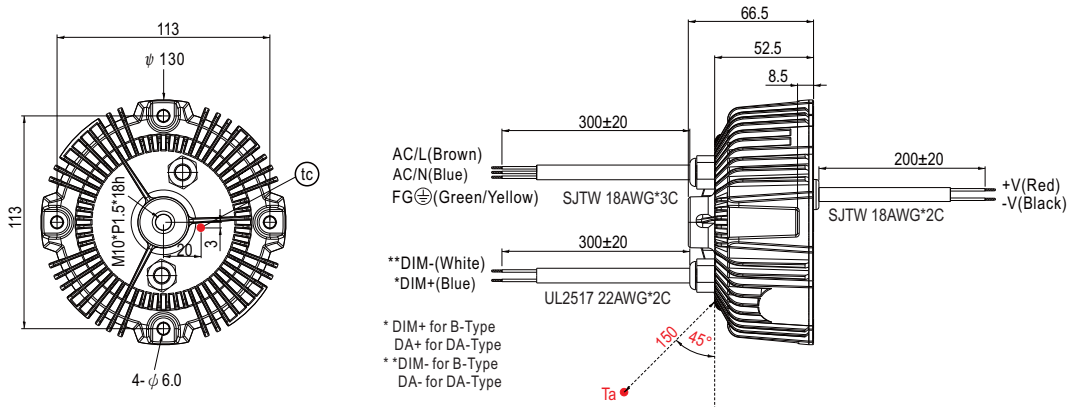 113
ψ 130
113
M10*P1.5*18h
tc
3
20
4- ϕ 6.0
66.5
52.5
8.5
300±20
AC/L(Brown)
AC/N(Blue)
FG⏚(Green/Yellow)
SJTW 18AWG*3C
200±20
+V(Red)
-V(Black)
SJTW 18AWG*2C
300±20
**DIM-(White)
*DIM+(Blue)
UL2517 22AWG*2C
* DIM+ for B-Type
DA+ for DA-Type
* *DIM- for B-Type
DA- for DA-Type
150
45°
Ta